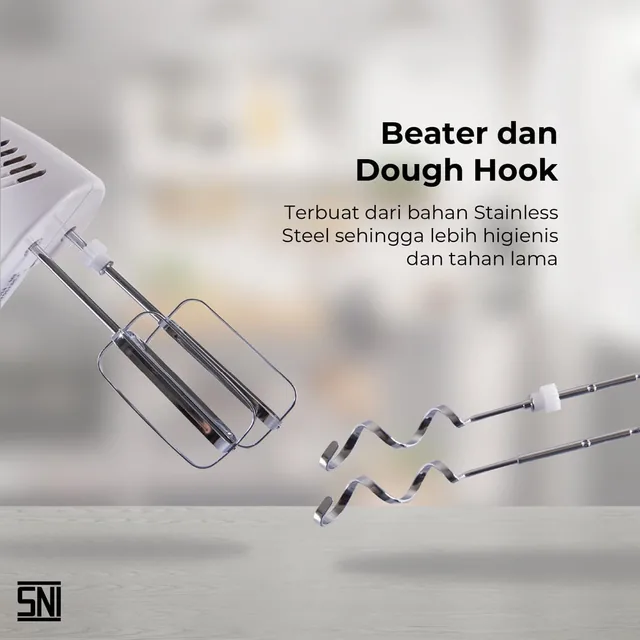 Beater dan
Dough Hook
Terbuat dari bahan Stainless
Steel sehingga lebih higienis
dan tahan lama
SNI